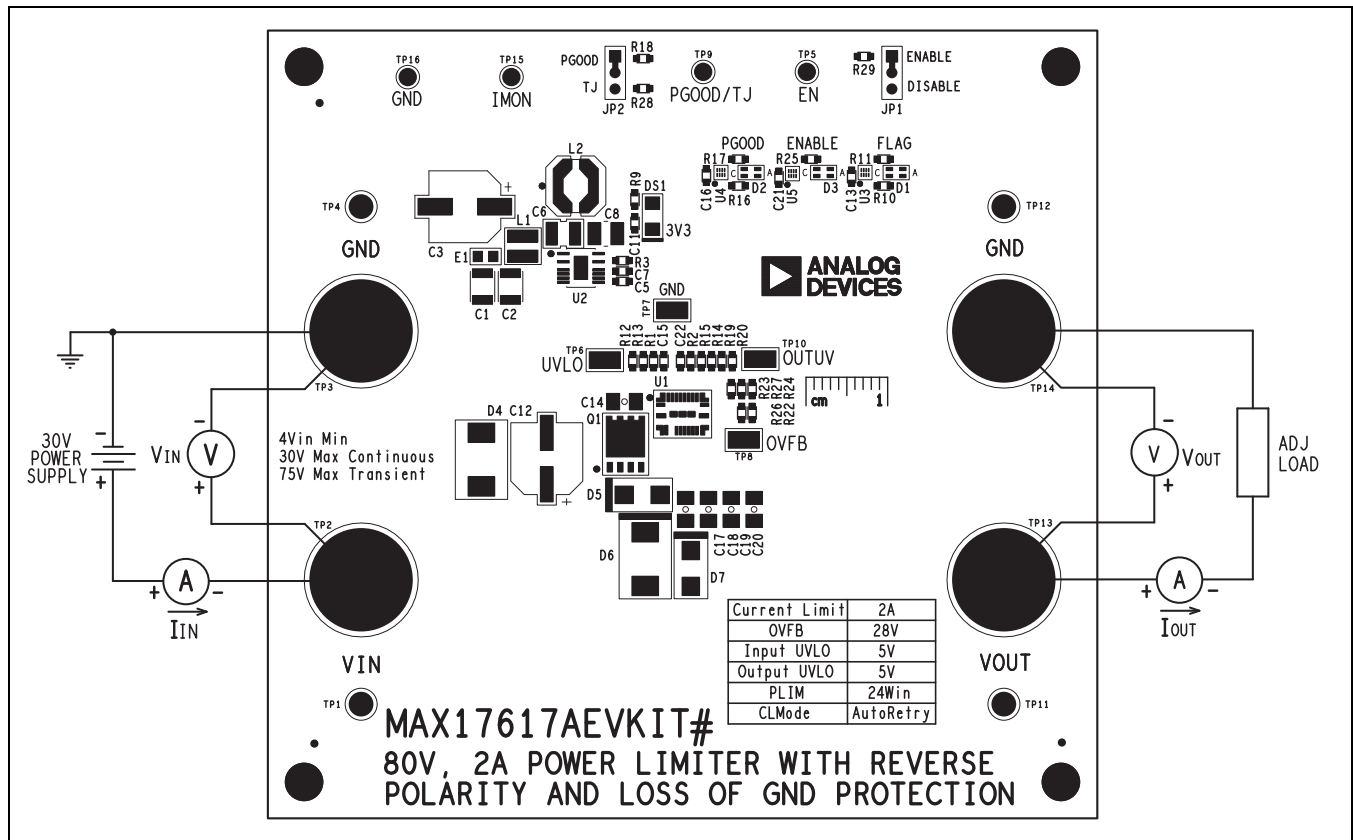 TP16
GND
TP15
IMON
PGOOD
TJ
JP2
R18
R28
TP9
PGOOD/TJ
TP5
EN
R29
ENABLE
DISABLE
JP1
PGOOD
R17
C16
U4
C
A
D2
R16
ENABLE
R25
C21
U5
C
A
D3
FLAG
R11
C13
U3
C
A
D1
R10
L2
+
C3
L1
C6
C8
R9
C11
DS1
3V3
E1
C1
C2
U2
R3
C7
C5
TP4
GND
TP3
TP12
GND
TP14
ANALOG
DEVICES
GND
TP7
R12
R13
R1
C15
C22
R2
R15
R14
R19
R20
TP6
UVLO
TP10
OUTUV
U1
R23
R27
R24
R26
R22
cm 1
TP8
OVFB
C14
Q1
D4
C12
+
D5
D6
D7
C17
C18
C19
C20
30V
POWER
SUPPLY
-
+
VIN
-
V
+
4Vin Min
30V Max Continuous
75V Max Transient
TP2
+ A -
IIN
VIN
TP1
-
V
+
VOUT
ADJ
LOAD
TP13
+ A -
IOUT
VOUT
TP11
Current Limit 2A
OVFB 28V
Input UVLO 5V
Output UVLO 5V
PLIM 24Win
CLMode AutoRetry
MAX17617AEVKIT#
80V, 2A POWER LIMITER WITH REVERSE
POLARITY AND LOSS OF GND PROTECTION